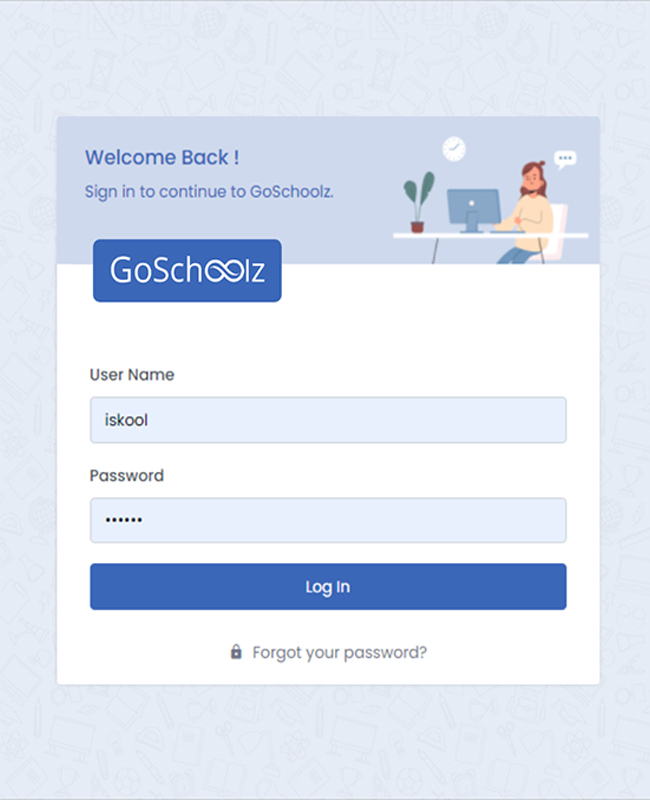 Welcome Back !
Sign in to continue to GoSchoolz.
GoSchoolz
User Name
iskool
Password
••••••
Log In
Forgot your password?